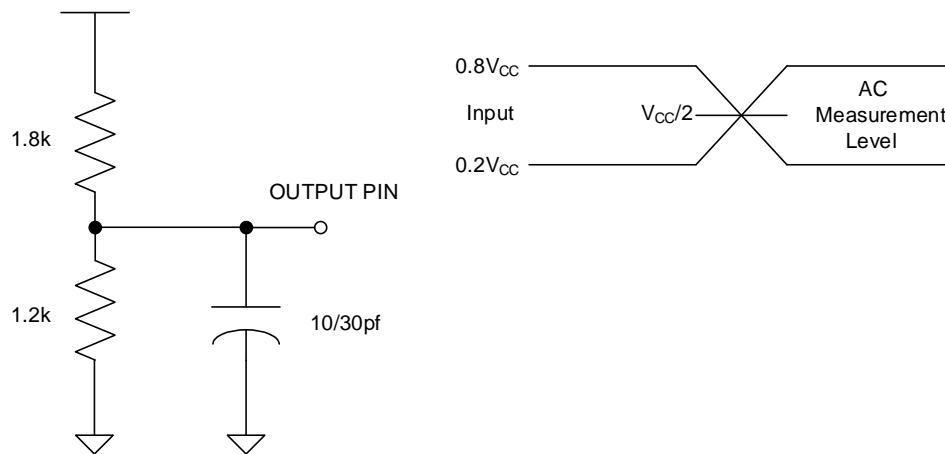 1.8k
OUTPUT PIN
1.2k
10/30pf
0.8VCC
Input
VCC/2
0.2VCC
AC
Measurement
Level